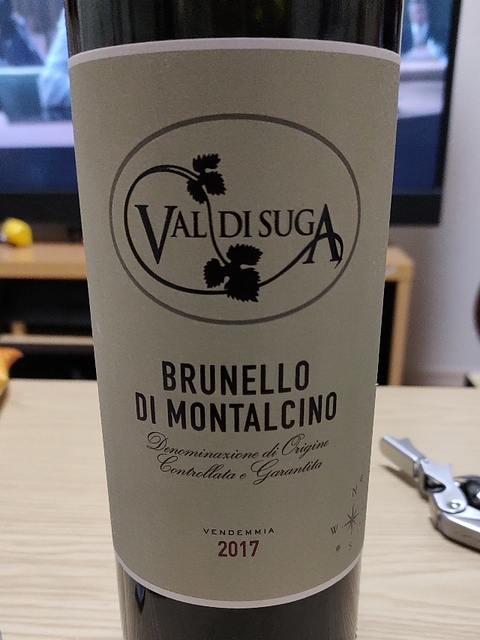 VAL DI SUGA
BRUNELLO
DI MONTALCINO
Denominazione di Origine
Controllata e Garantita
VENDEMMIA
2017
N
W
S